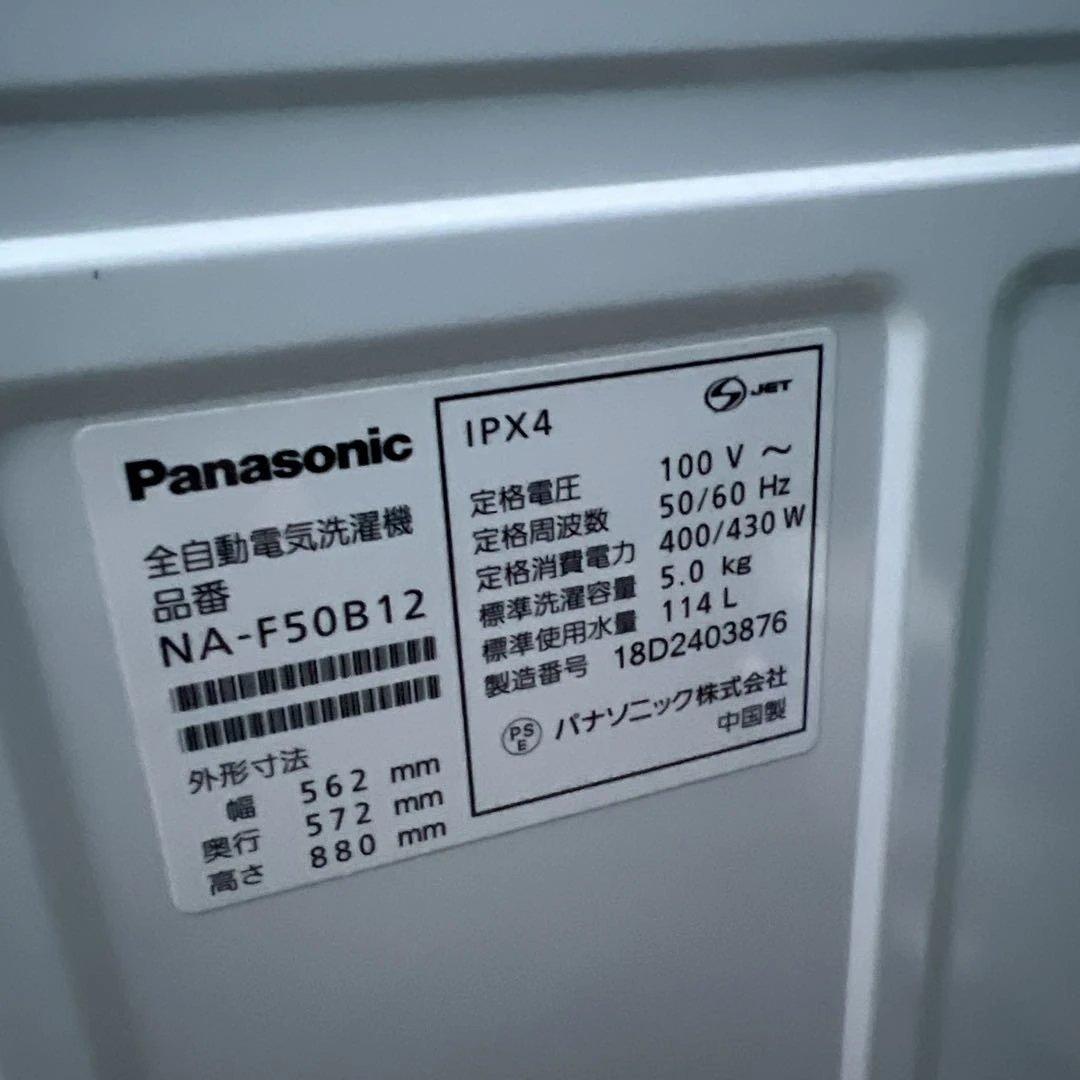 Panasonic
全自動電気洗濯機
品番
NA-F50B12
外形寸法
幅 562 mm
奥行 572 mm
高さ 880 mm
IPX4
JET
定格電圧 100 V ～
定格周波数 50/60 Hz
定格消費電力 400/430 W
標準洗濯容量 5.0 kg
標準使用水量 114 L
製造番号 18D2403876
PSE パナソニック株式会社
中国製